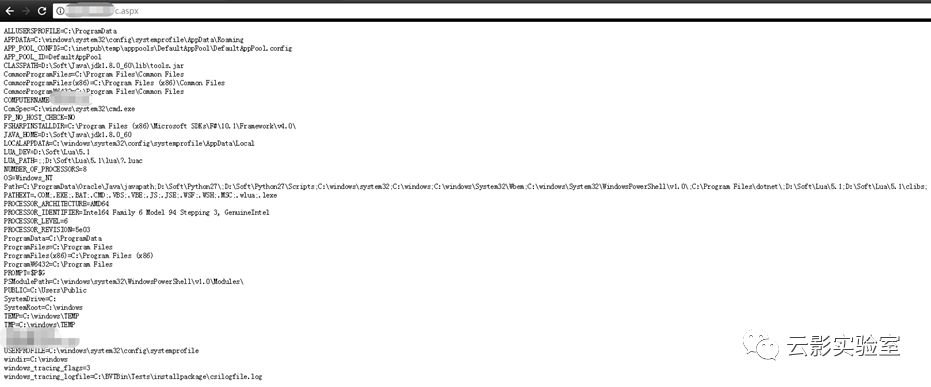 c.aspx
ALLUSERSPROFILE=C:\ProgramData
APPDATA=C:\windows\system32\config\systemprofile\AppData\Roaming
APP_POOL_CONFIG=C:\inetpub\temp\apppools\DefaultAppPool\DefaultAppPool.config
APP_POOL_ID=DefaultAppPool
CLASSPATH=D:\Soft\Java\jdk1.8.0_60\lib\tools.jar
CommonProgramFiles=C:\Program Files\Common Files
CommonProgramFiles(x86)=C:\Program Files (x86)\Common Files
CommonProgramW6432=C:\Program Files\Common Files
COMPUTERNAME
ComSpec=C:\windows\system32\cmd.exe
FP_NO_HOST_CHECK=NO
FSHARPINSTALLDIR=C:\Program Files (x86)\Microsoft SDKs\F#\10.1\Framework\v4.0\
JAVA_HOME=D:\Soft\Java\jdk1.8.0_60
LOCALAPPDATA=C:\windows\system32\config\systemprofile\AppData\Local
LUA_DEV=D:\Soft\Lua\5.1
LUA_PATH=;;D:\Soft\Lua\5.1\lua\?.luac
NUMBER_OF_PROCESSORS=8
OS=Windows_NT
Path=C:\ProgramData\Oracle\Java\javapath;D:\Soft\Python27\;D:\Soft\Python27\Scripts;C:\windows\system32;C:\windows;C:\windows\System32\Wbem;C:\windows\System32\WindowsPowerShell\v1.0\;C:\Program Files\dotnet\;D:\Soft\Lua\5.1;D:\Soft\Lua\5.1\clibs;
PATHEXT=.COM;.EXE;.BAT;.CMD;.VBS;.VBE;.JS;.JSE;.WSF;.WSH;.MSC;.wlua;.lexe
PROCESSOR_ARCHITECTURE=AMD64
PROCESSOR_IDENTIFIER=Intel64 Family 6 Model 94 Stepping 3, GenuineIntel
PROCESSOR_LEVEL=6
PROCESSOR_REVISION=5e03
ProgramData=C:\ProgramData
ProgramFiles=C:\Program Files
ProgramFiles(x86)=C:\Program Files (x86)
ProgramW6432=C:\Program Files
PROMPT=$P$G
PSModulePath=C:\windows\system32\WindowsPowerShell\v1.0\Modules\
PUBLIC=C:\Users\Public
SystemDrive=C:
SystemRoot=C:\windows
TEMP=C:\windows\TEMP
TMP=C:\windows\TEMP
USERPROFILE=C:\windows\system32\config\systemprofile
windir=C:\windows
windows_tracing_flags=3
windows_tracing_logfile=C:\BVTBin\Tests\installpackage\csilogfile.log
云影实验室